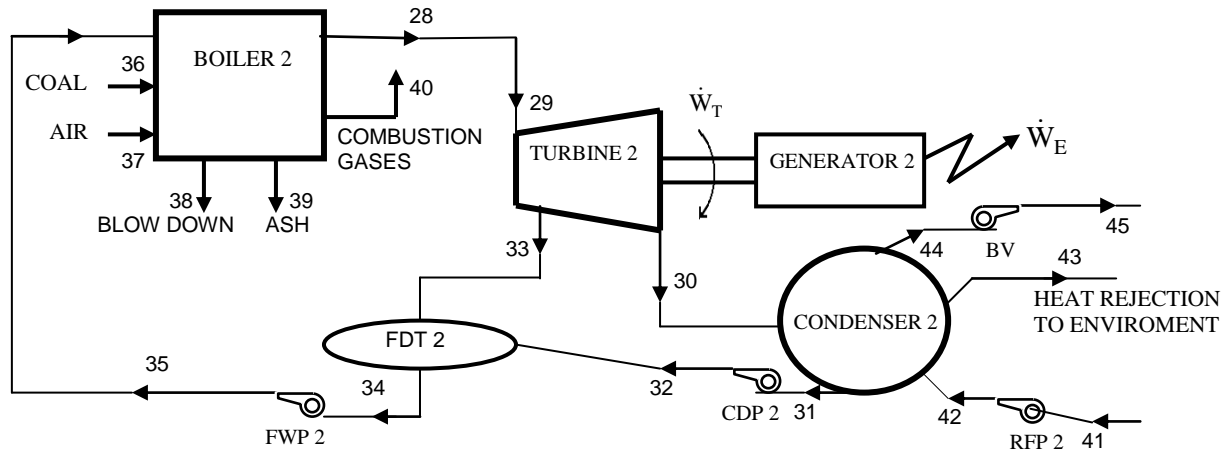 28
BOILER 2
36
COAL
40
29
Ẇ_T
AIR
37
COMBUSTION
GASES
TURBINE 2
GENERATOR 2
Ẇ_E
38
39
BLOW DOWN
ASH
33
45
44
BV
43
30
HEAT REJECTION
TO ENVIROMENT
CONDENSER 2
FDT 2
35
34
32
31
CDP 2
42
FWP 2
RFP 2
41